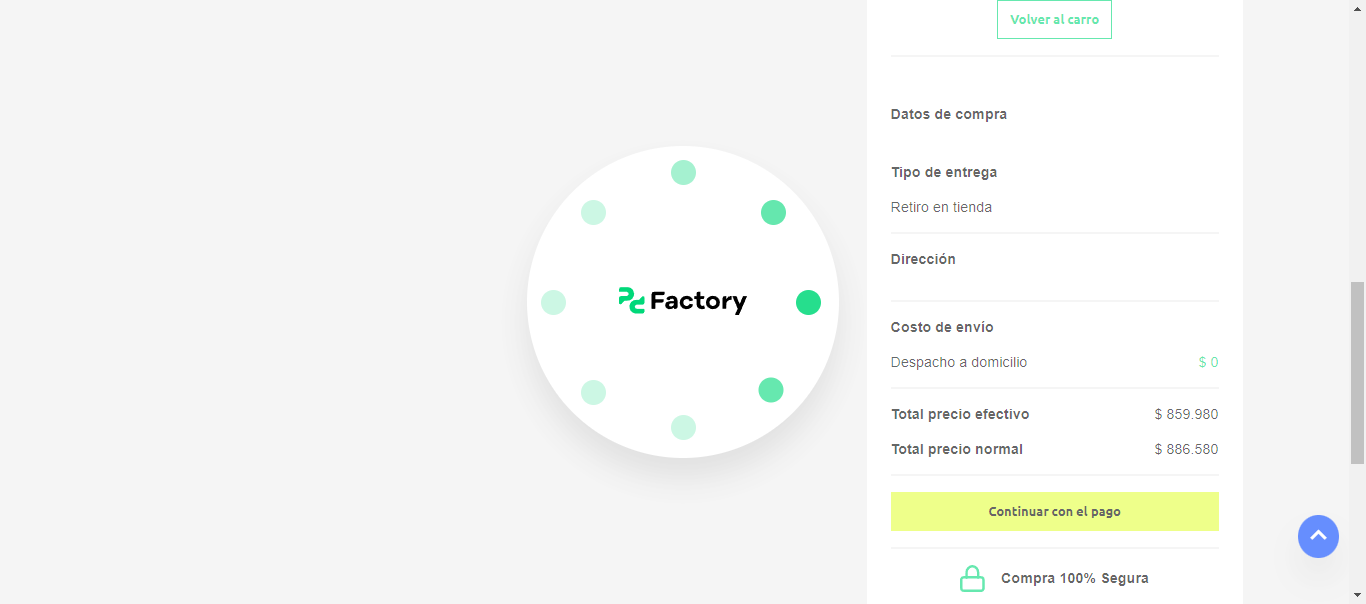 Volver al carro
Datos de compra
Tipo de entrega
Retiro en tienda
Dirección
Factory
Costo de envío
Despacho a domicilio $ 0
Total precio efectivo $ 859.980
Total precio normal $ 886.580
Continuar con el pago
Compra 100% Segura